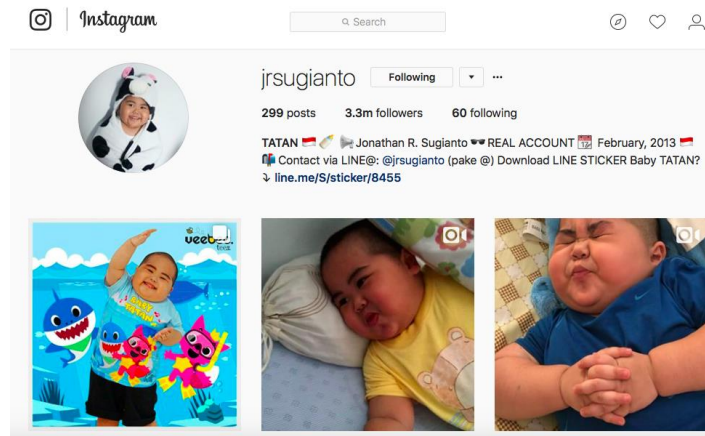 Instagram
Search
jrsugianto Following
299 posts 3.3m followers 60 following
TATAN 🇮🇩 🍼 📢 Jonathan R. Sugianto 🕶 REAL ACCOUNT 📆 February, 2013 🇮🇩
📬 Contact via LINE@: @jrsugianto (pake @) Download LINE STICKER Baby TATAN?
⤵ line.me/S/sticker/8455
BABY
TATAN